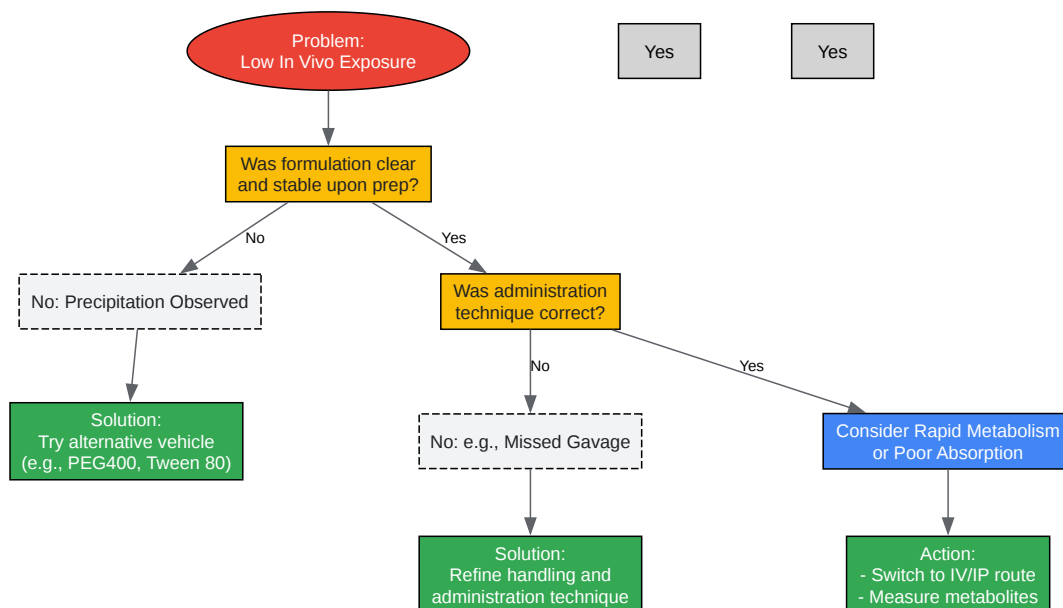 Problem:
Low In Vivo Exposure
Yes
Yes
Was formulation clear
and stable upon prep?
No
Yes
No: Precipitation Observed
Was administration
technique correct?
No
Yes
Solution:
Try alternative vehicle
(e.g., PEG400, Tween 80)
No: e.g., Missed Gavage
Consider Rapid Metabolism
or Poor Absorption
Solution:
Refine handling and
administration technique
Action:
- Switch to IV/IP route
- Measure metabolites